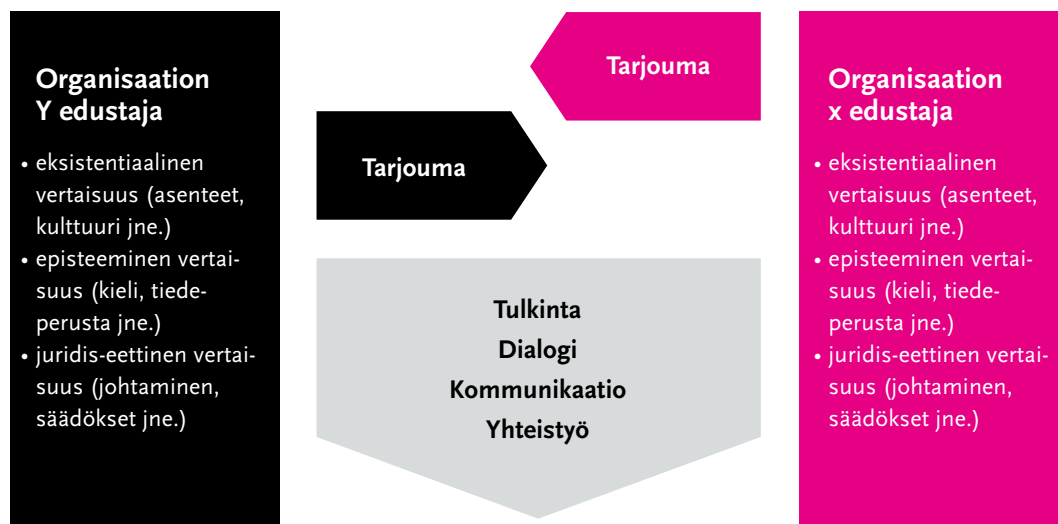 Organisaation
Y edustaja
• eksistentiaalinen
vertaisuus (asenteet,
kulttuuri jne.)
• episteeminen vertai-
suus (kieli, tiede-
perusta jne.)
• juridis-eettinen vertai-
suus (johtaminen,
säädökset jne.)
Tarjouma
Tarjouma
Tulkinta
Dialogi
Kommunikaatio
Yhteistyö
Organisaation
x edustaja
• eksistentiaalinen
vertaisuus (asenteet,
kulttuuri jne.)
• episteeminen vertai-
suus (kieli, tiede-
perusta jne.)
• juridis-eettinen vertai-
suus (johtaminen,
säädökset jne.)